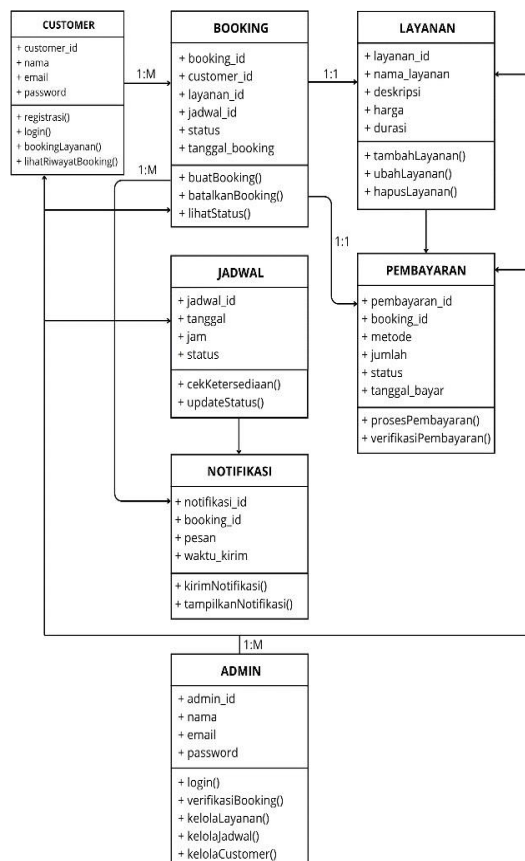 CUSTOMER
+ customer_id
+ nama
+ email
+ password
+ registrasi()
+ login()
+ bookingLayanan()
+ lihatRiwayatBooking()
1:M
BOOKING
+ booking_id
+ customer_id
+ layanan_id
+ jadwal_id
+ status
+ tanggal_booking
+ buatBooking()
+ batalkanBooking()
+ lihatStatus()
1:1
LAYANAN
+ layanan_id
+ nama_layanan
+ deskripsi
+ harga
+ durasi
+ tambahLayanan()
+ ubahLayanan()
+ hapusLayanan()
1:M
1:1
JADWAL
+ jadwal_id
+ tanggal
+ jam
+ status
+ cekKetersediaan()
+ updateStatus()
PEMBAYARAN
+ pembayaran_id
+ booking_id
+ metode
+ jumlah
+ status
+ tanggal_bayar
+ prosesPembayaran()
+ verifikasiPembayaran()
NOTIFIKASI
+ notifikasi_id
+ booking_id
+ pesan
+ waktu_kirim
+ kirimNotifikasi()
+ tampilkanNotifikasi()
1:M
ADMIN
+ admin_id
+ nama
+ email
+ password
+ login()
+ verifikasiBooking()
+ kelolaLayanan()
+ kelolaJadwal()
+ kelolaCustomer()